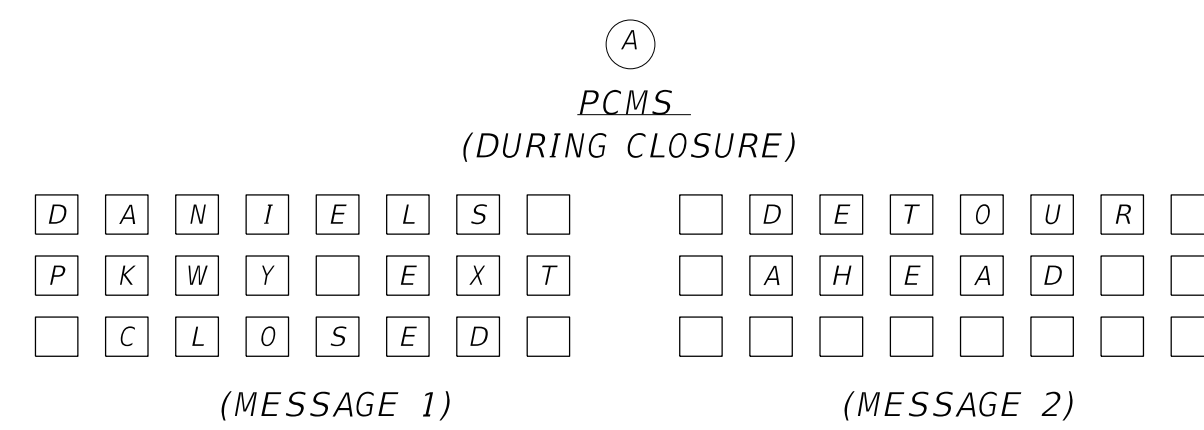 A
PCMS
(DURING CLOSURE)
DANIELS
PKWY EXT
CLOSED
(MESSAGE 1)
DETOUR
AHEAD
(MESSAGE 2)